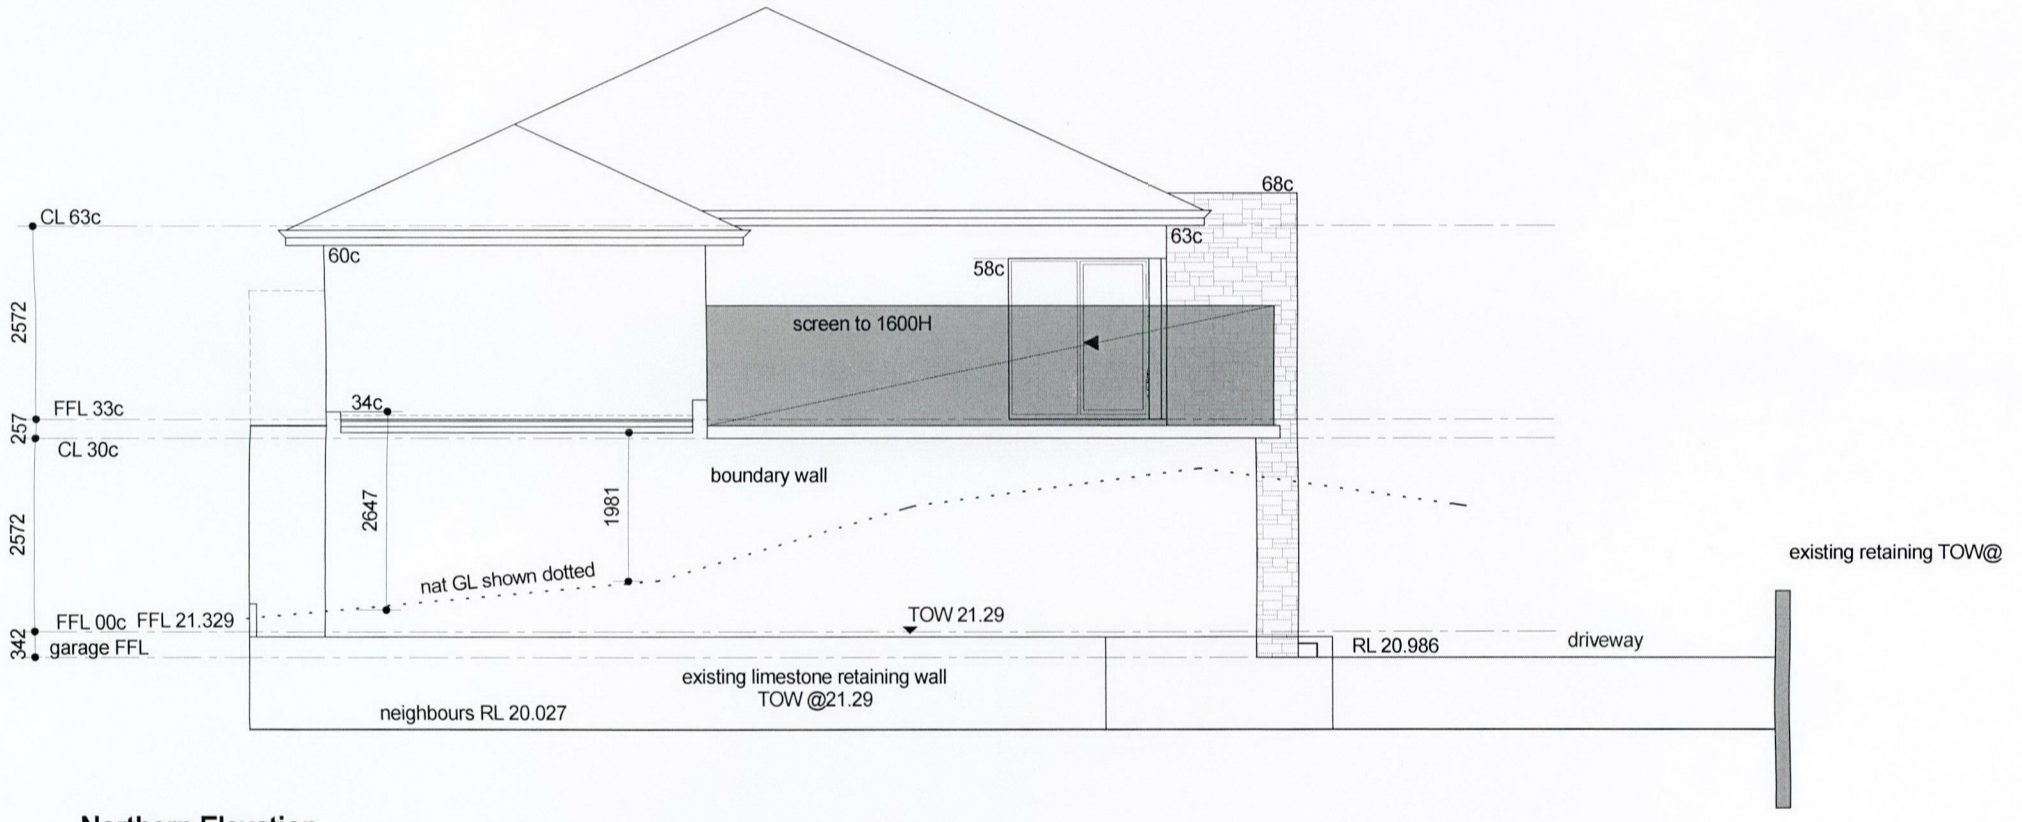 68c
CL 63c
63c
60c
58c
screen to 1600H
2572
34c
FFL 33c
257
CL 30c
boundary wall
2647
1981
2572
existing retaining TOW@
nat GL shown dotted
TOW 21.29
FFL 00c FFL 21.329
342
garage FFL
RL 20.986
driveway
existing limestone retaining wall
TOW @21.29
neighbours RL 20.027
Northern Elevation